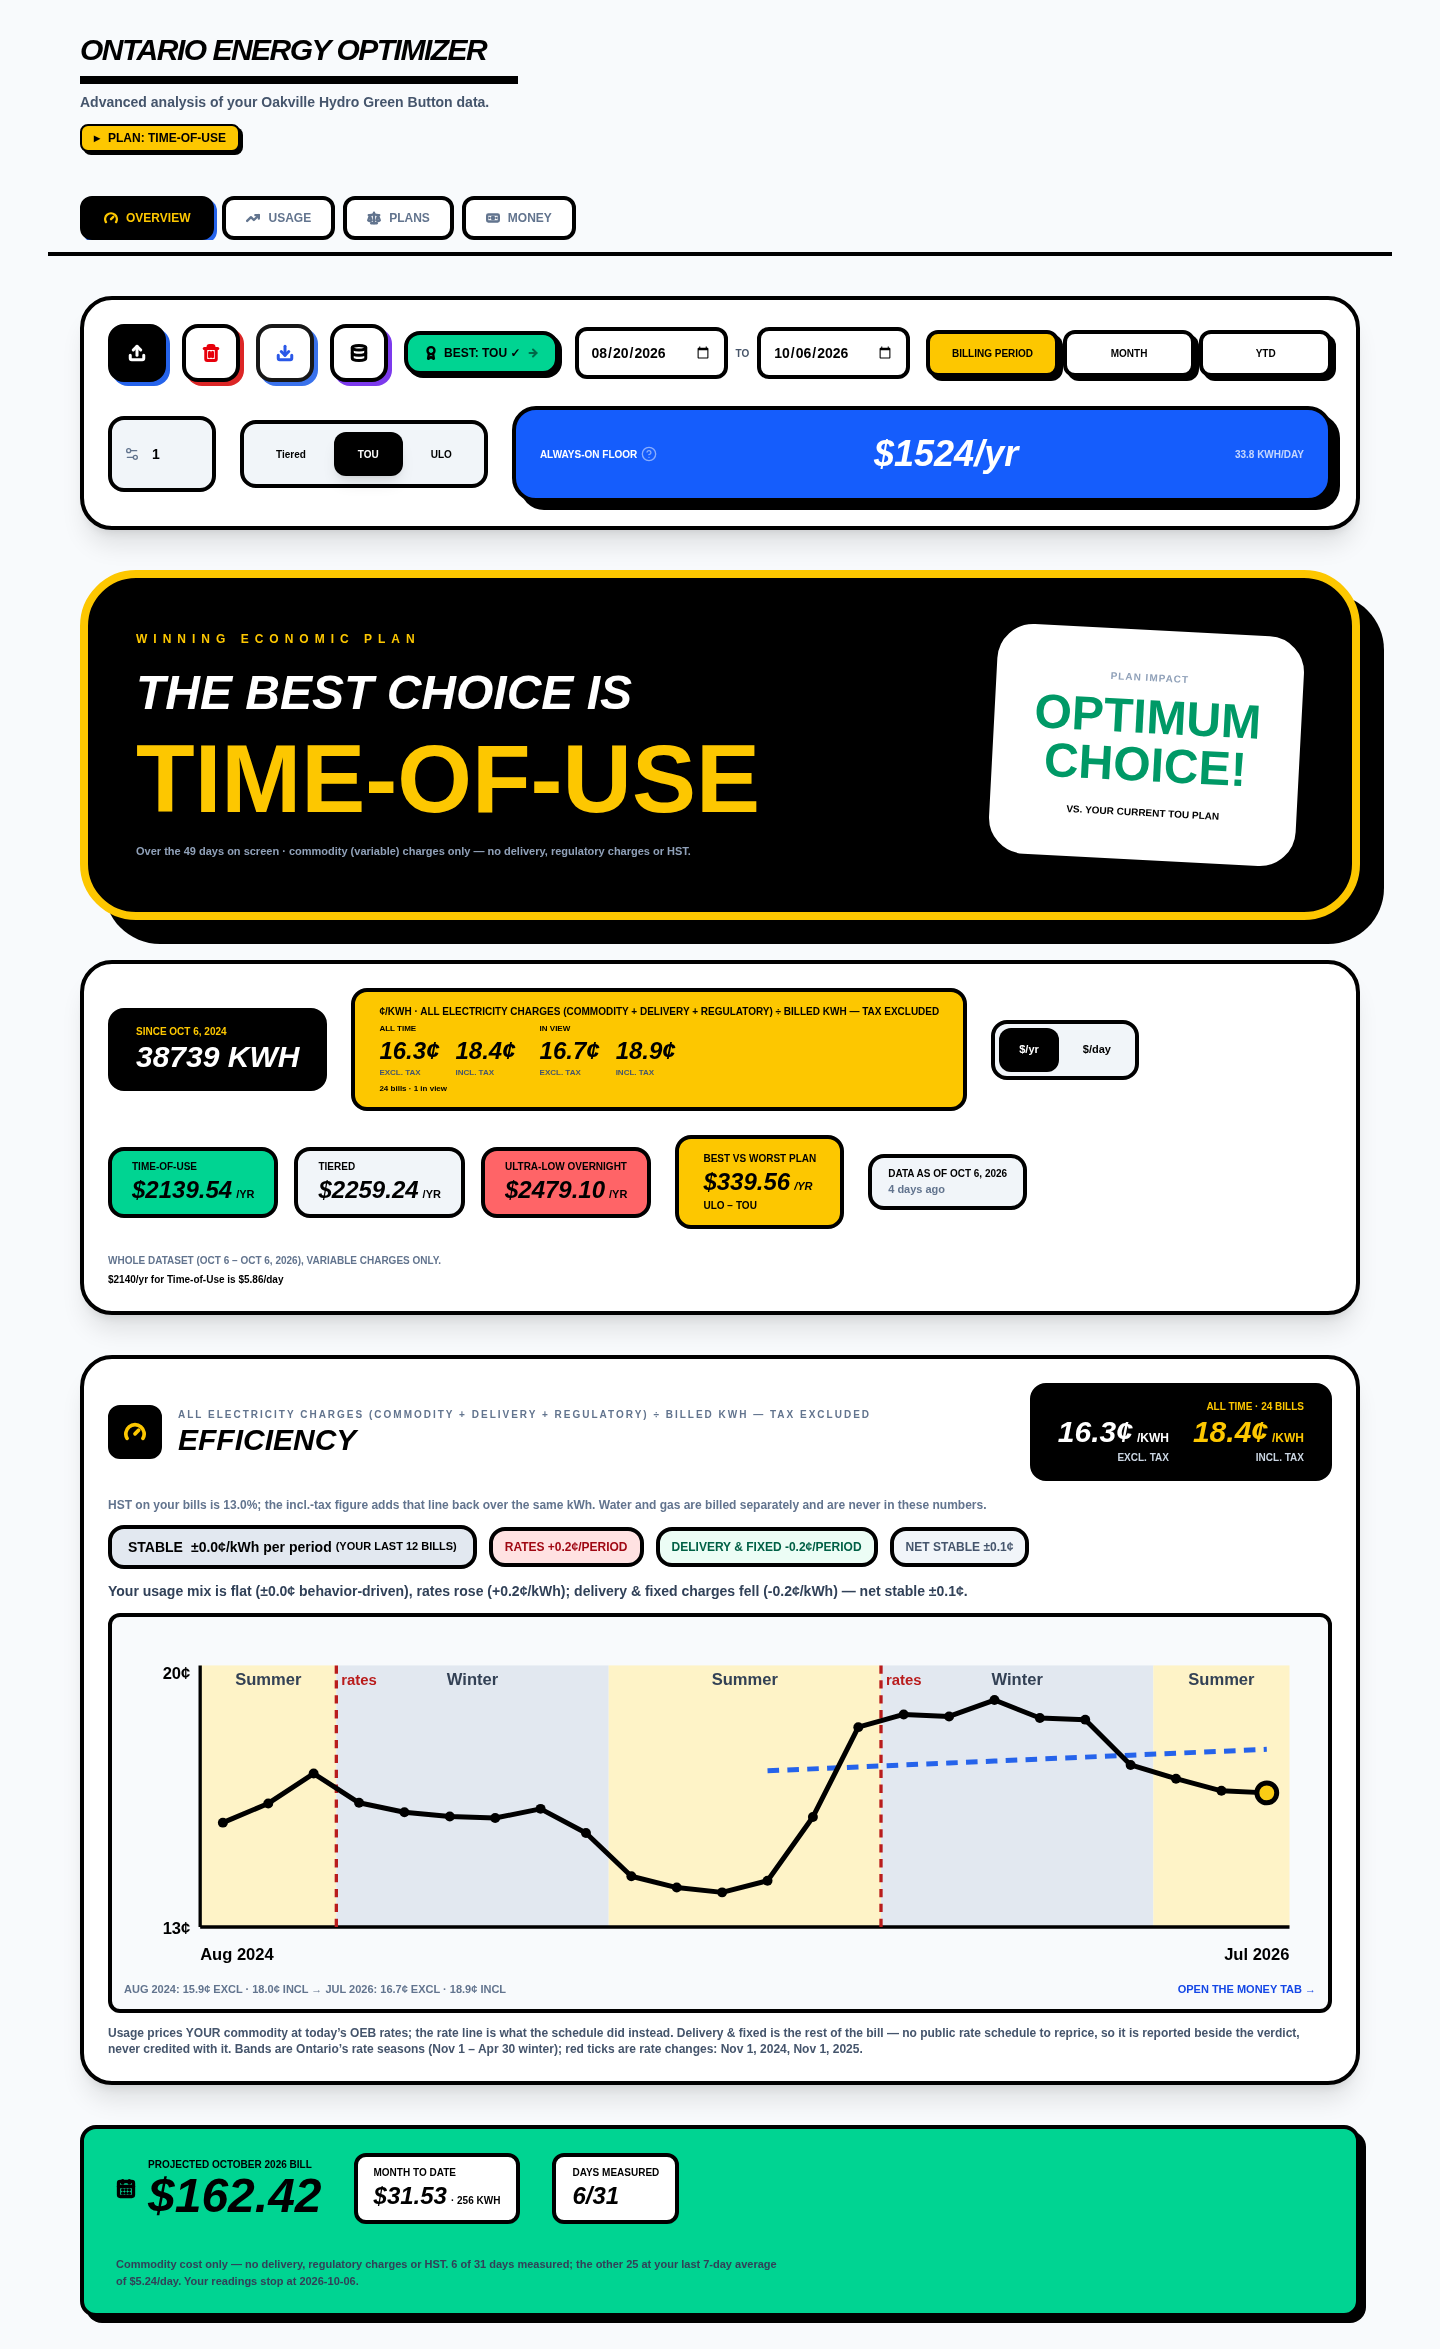 ONTARIO ENERGY OPTIMIZER
Advanced analysis of your Oakville Hydro Green Button data.
▸ PLAN: TIME-OF-USE
OVERVIEW
USAGE
PLANS
MONEY
BEST: TOU ✓ →
08/20/2026
TO
10/06/2026
BILLING PERIOD
MONTH
YTD
1
Tiered
TOU
ULO
ALWAYS-ON FLOOR ?
$1524/yr
33.8 KWH/DAY
WINNING ECONOMIC PLAN
THE BEST CHOICE IS
TIME-OF-USE
Over the 49 days on screen · commodity (variable) charges only — no delivery, regulatory charges or HST.
PLAN IMPACT
OPTIMUM
CHOICE!
VS. YOUR CURRENT TOU PLAN
SINCE OCT 6, 2024
38739 KWH
¢/KWH · ALL ELECTRICITY CHARGES (COMMODITY + DELIVERY + REGULATORY) ÷ BILLED KWH — TAX EXCLUDED
ALL TIME
IN VIEW
16.3¢ 18.4¢ 16.7¢ 18.9¢
EXCL. TAX INCL. TAX EXCL. TAX INCL. TAX
24 bills · 1 in view
$/yr
$/day
TIME-OF-USE
$2139.54 /YR
TIERED
$2259.24 /YR
ULTRA-LOW OVERNIGHT
$2479.10 /YR
BEST VS WORST PLAN
$339.56 /YR
ULO – TOU
DATA AS OF OCT 6, 2026
4 days ago
WHOLE DATASET (OCT 6 – OCT 6, 2026), VARIABLE CHARGES ONLY.
$2140/yr for Time-of-Use is $5.86/day
ALL ELECTRICITY CHARGES (COMMODITY + DELIVERY + REGULATORY) ÷ BILLED KWH — TAX EXCLUDED
EFFICIENCY
ALL TIME · 24 BILLS
16.3¢ /KWH 18.4¢ /KWH
EXCL. TAX INCL. TAX
HST on your bills is 13.0%; the incl.-tax figure adds that line back over the same kWh. Water and gas are billed separately and are never in these numbers.
STABLE ±0.0¢/kWh per period (YOUR LAST 12 BILLS)
RATES +0.2¢/PERIOD
DELIVERY & FIXED -0.2¢/PERIOD
NET STABLE ±0.1¢
Your usage mix is flat (±0.0¢ behavior-driven), rates rose (+0.2¢/kWh); delivery & fixed charges fell (-0.2¢/kWh) — net stable ±0.1¢.
20¢
Summer
rates
Winter
Summer
rates
Winter
Summer
13¢
Aug 2024
Jul 2026
AUG 2024: 15.9¢ EXCL · 18.0¢ INCL → JUL 2026: 16.7¢ EXCL · 18.9¢ INCL
OPEN THE MONEY TAB →
Usage prices YOUR commodity at today’s OEB rates; the rate line is what the schedule did instead. Delivery & fixed is the rest of the bill — no public rate schedule to reprice, so it is reported beside the verdict,
never credited with it. Bands are Ontario’s rate seasons (Nov 1 – Apr 30 winter); red ticks are rate changes: Nov 1, 2024, Nov 1, 2025.
PROJECTED OCTOBER 2026 BILL
$162.42
MONTH TO DATE
$31.53 · 256 KWH
DAYS MEASURED
6/31
Commodity cost only — no delivery, regulatory charges or HST. 6 of 31 days measured; the other 25 at your last 7-day average
of $5.24/day. Your readings stop at 2026-10-06.